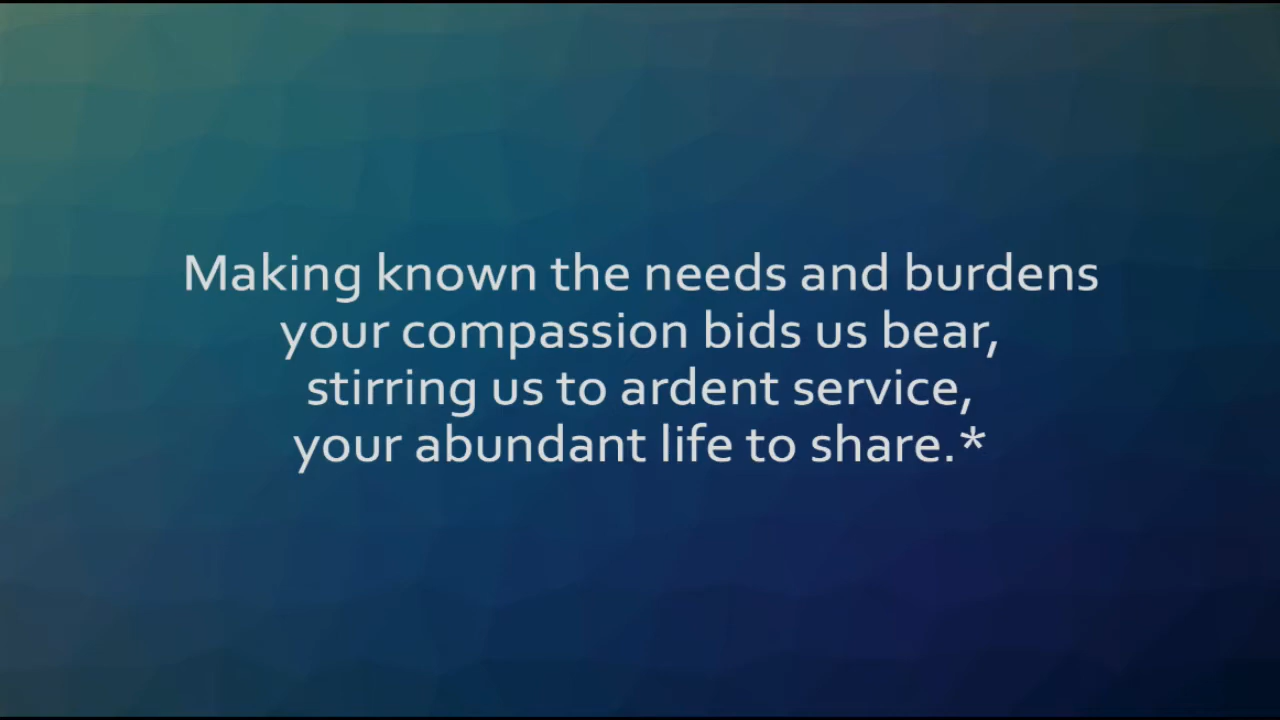 Making known the needs and burdens
your compassion bids us bear,
stirring us to ardent service,
your abundant life to share.*